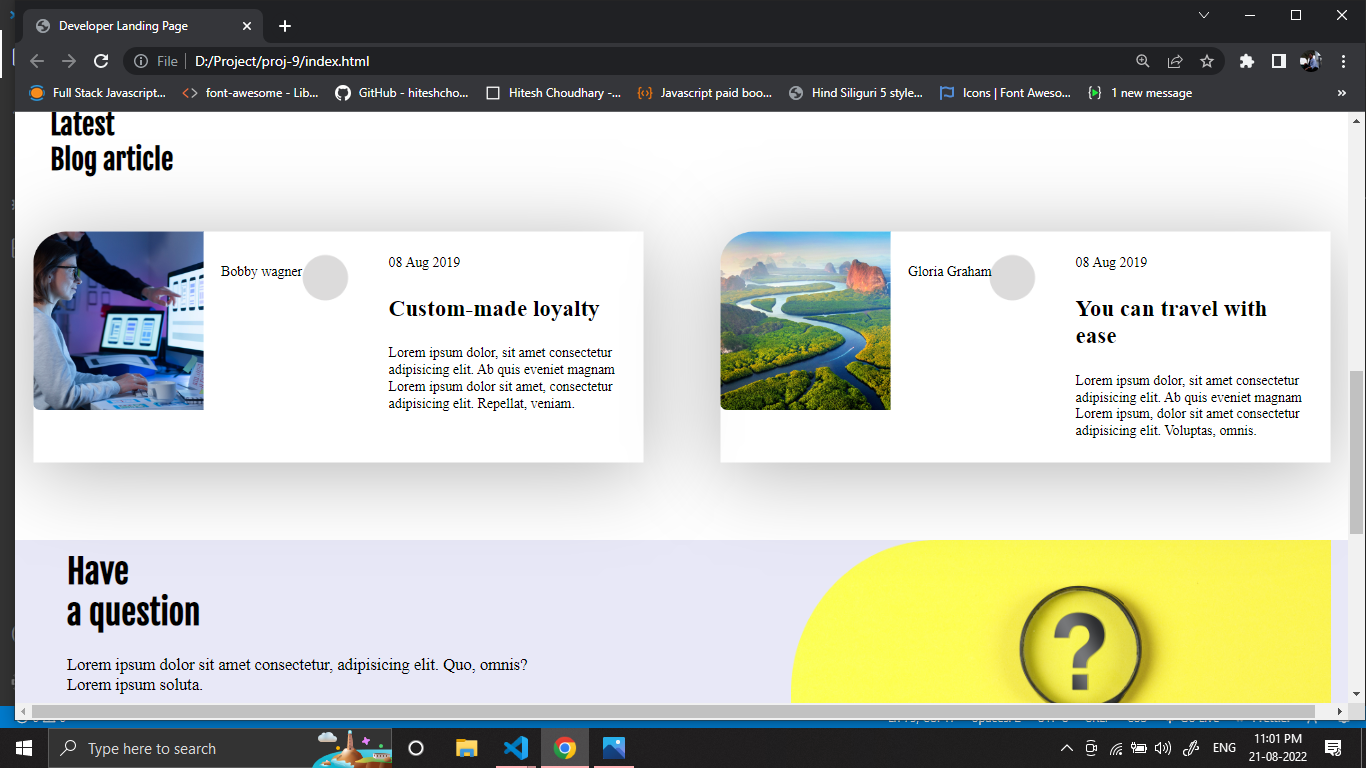 Developer Landing Page
File
D:/Project/proj-9/index.html
Full Stack Javascript...
font-awesome - Lib...
GitHub - hiteshcho...
Hitesh Choudhary -...
Javascript paid boo...
Hind Siliguri 5 style...
Icons | Font Aweso...
1 new message
»
Latest
Blog article
Bobby wagner
08 Aug 2019
Custom-made loyalty
Lorem ipsum dolor, sit amet consectetur
adipisicing elit. Ab quis eveniet magnam
Lorem ipsum dolor sit amet, consectetur
adipisicing elit. Repellat, veniam.
Gloria Graham
08 Aug 2019
You can travel with
ease
Lorem ipsum dolor, sit amet consectetur
adipisicing elit. Ab quis eveniet magnam
Lorem ipsum, dolor sit amet consectetur
adipisicing elit. Voluptas, omnis.
Have
a question
Lorem ipsum dolor sit amet consectetur, adipisicing elit. Quo, omnis?
Lorem ipsum soluta.
?
Type here to search
ENG
11:01 PM
21-08-2022